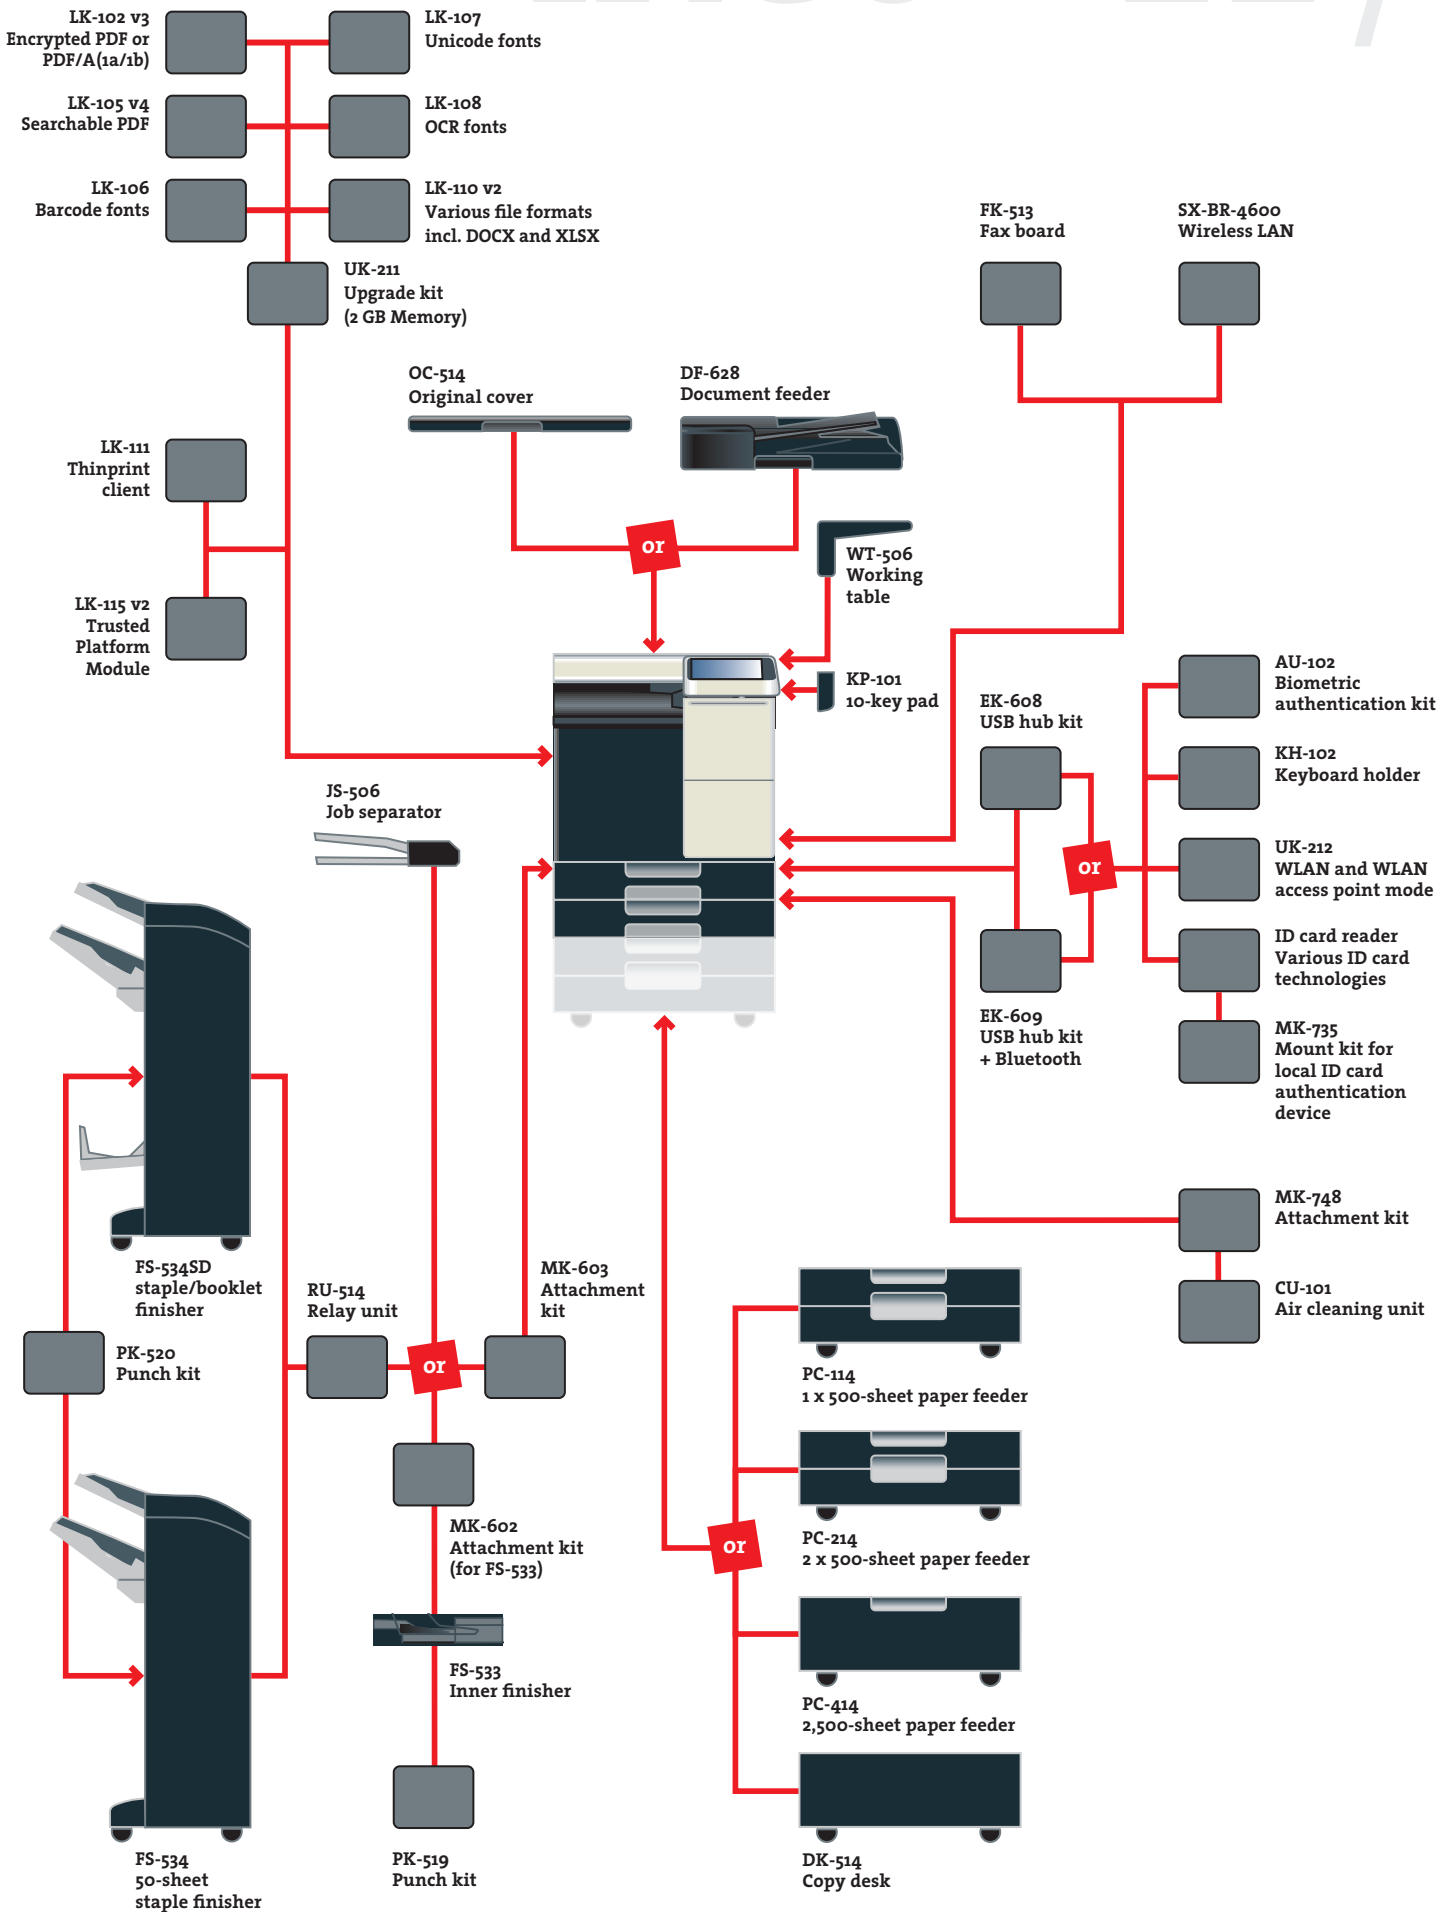 LK-102 v3
Encrypted PDF or
PDF/A(1a/1b)
LK-107
Unicode fonts
LK-105 v4
Searchable PDF
LK-108
OCR fonts
LK-106
Barcode fonts
LK-110 v2
Various file formats
incl. DOCX and XLSX
UK-211
Upgrade kit
(2 GB Memory)
FK-513
Fax board
SX-BR-4600
Wireless LAN
OC-514
Original cover
DF-628
Document feeder
LK-111
Thinprint
client
or
WT-506
Working
table
LK-115 v2
Trusted
Platform
Module
KP-101
10-key pad
EK-608
USB hub kit
AU-102
Biometric
authentication kit
KH-102
Keyboard holder
JS-506
Job separator
or
UK-212
WLAN and WLAN
access point mode
ID card reader
Various ID card
technologies
EK-609
USB hub kit
+ Bluetooth
MK-735
Mount kit for
local ID card
authentication
device
MK-748
Attachment kit
CU-101
Air cleaning unit
FS-534SD
staple/booklet
finisher
RU-514
Relay unit
MK-603
Attachment
kit
PK-520
Punch kit
or
PC-114
1 x 500-sheet paper feeder
MK-602
Attachment kit
(for FS-533)
or
PC-214
2 x 500-sheet paper feeder
FS-533
Inner finisher
PC-414
2,500-sheet paper feeder
FS-534
50-sheet
staple finisher
PK-519
Punch kit
DK-514
Copy desk